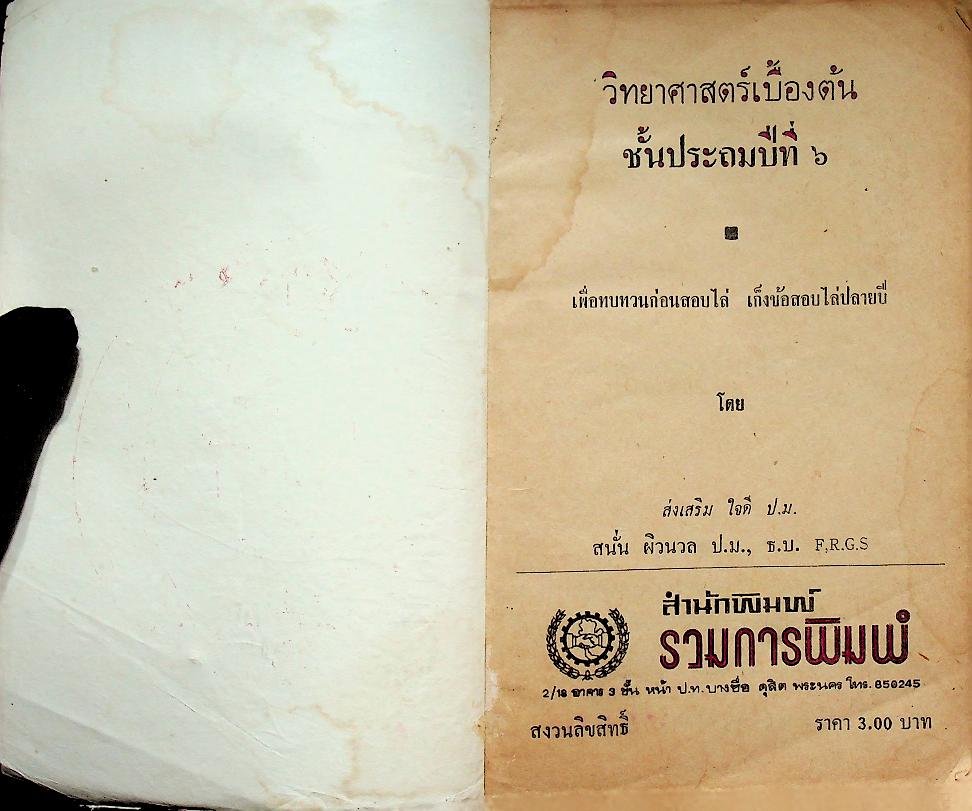 วิทยาศาสตร์เบื้องต้น
ชั้นประถมปีที่ ๖
เพื่อทบทวนก่อนสอบไล่ เก็งข้อสอบไล่ปลายปี
โดย
ส่งเสริม ใจดี ป.ม.
สนั่น ผิวนวล ป.ม., ธ.บ. F,R.G.S
สำนักพิมพ์
รวมการพิมพ์
2/18 อาคาร 3 ชั้น หน้า ป.ท.บางซื่อ ดุสิต พระนคร โทร. 850245
สงวนลิขสิทธิ์ ราคา 3.00 บาท